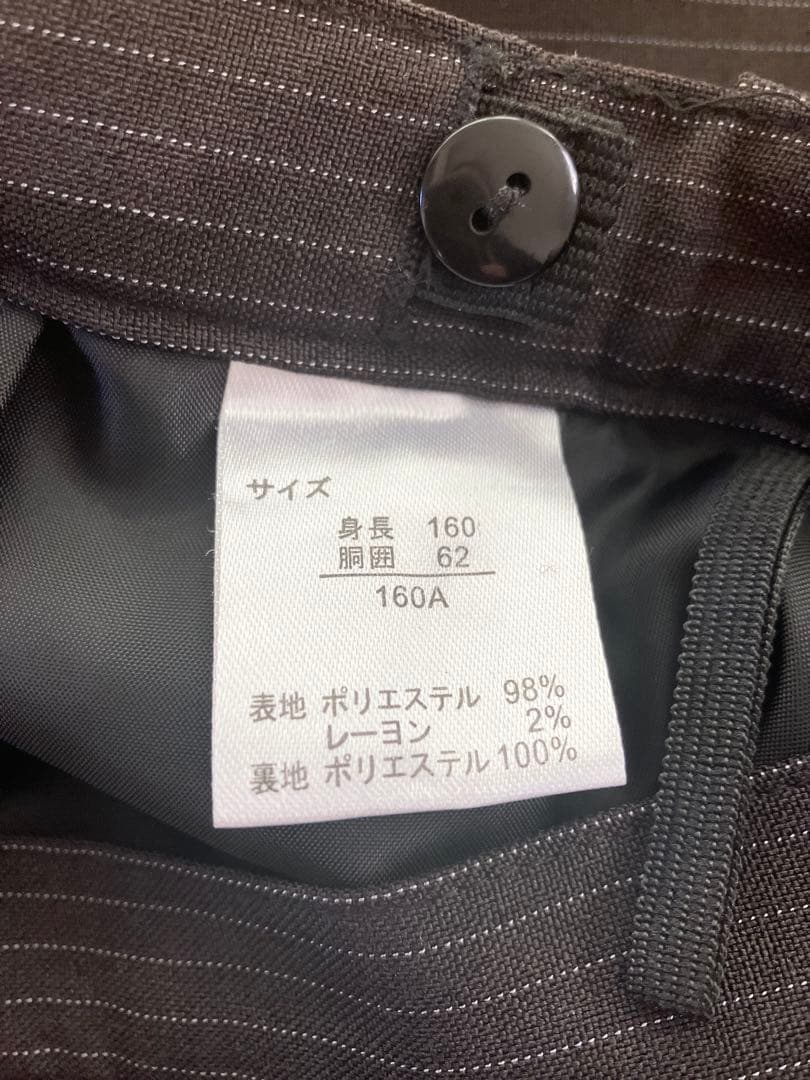 サイズ
身長 160
胴囲 62
160A
表地 ポリエステル 98%
レーヨン 2%
裏地 ポリエステル 100%